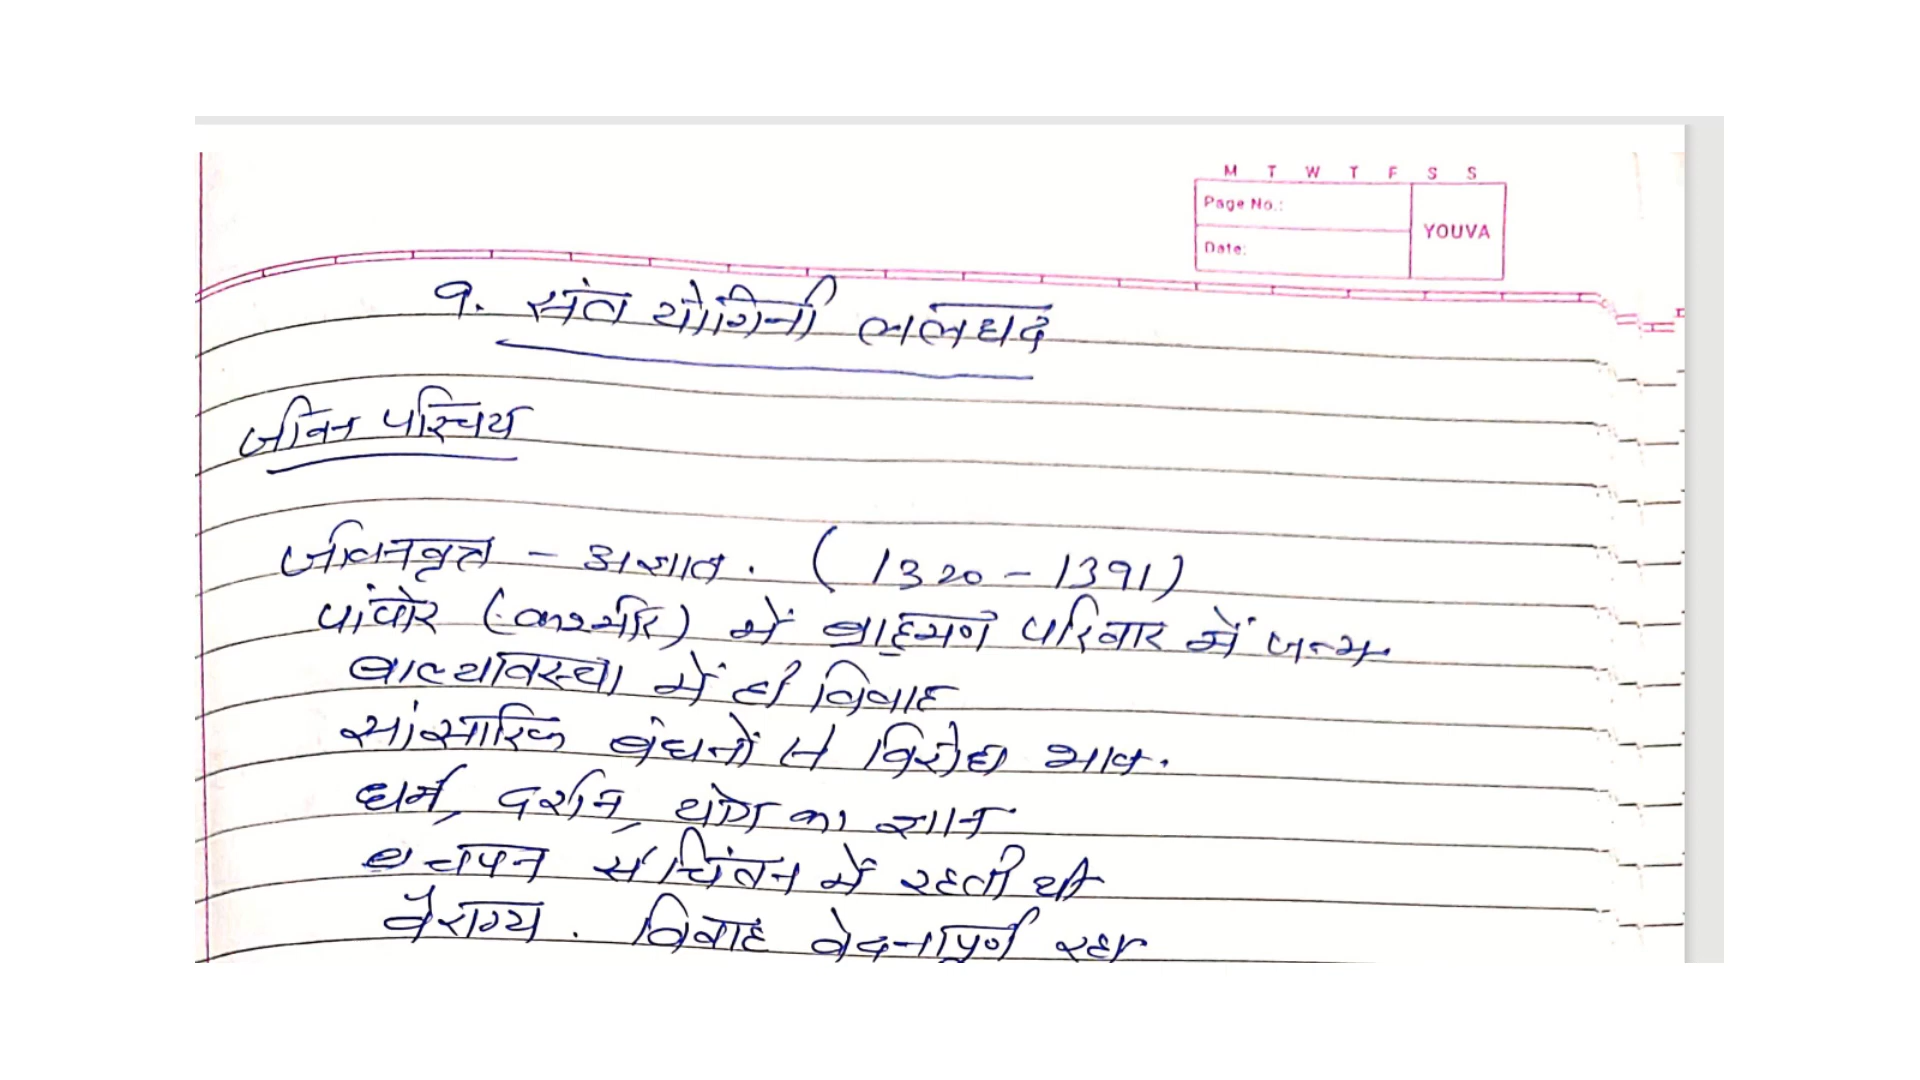 M T W T F S S
Page No.:
YOUVA
Date:
१. संत योगिनी ललघद
जीवन परिचय
जीवनवृत्त - अज्ञात. (1320 - 1391)
पांपोर (कश्मीर) में ब्राह्मण परिवार में जन्म
बाल्यावस्था में ही विवाह
सांसारिक बंधनों से विरोध भाव.
धर्म, दर्शन, योग का ज्ञान
बचपन से चिंतन में रहती थी
वैराग्य. विवाह वेदनापूर्ण रहा